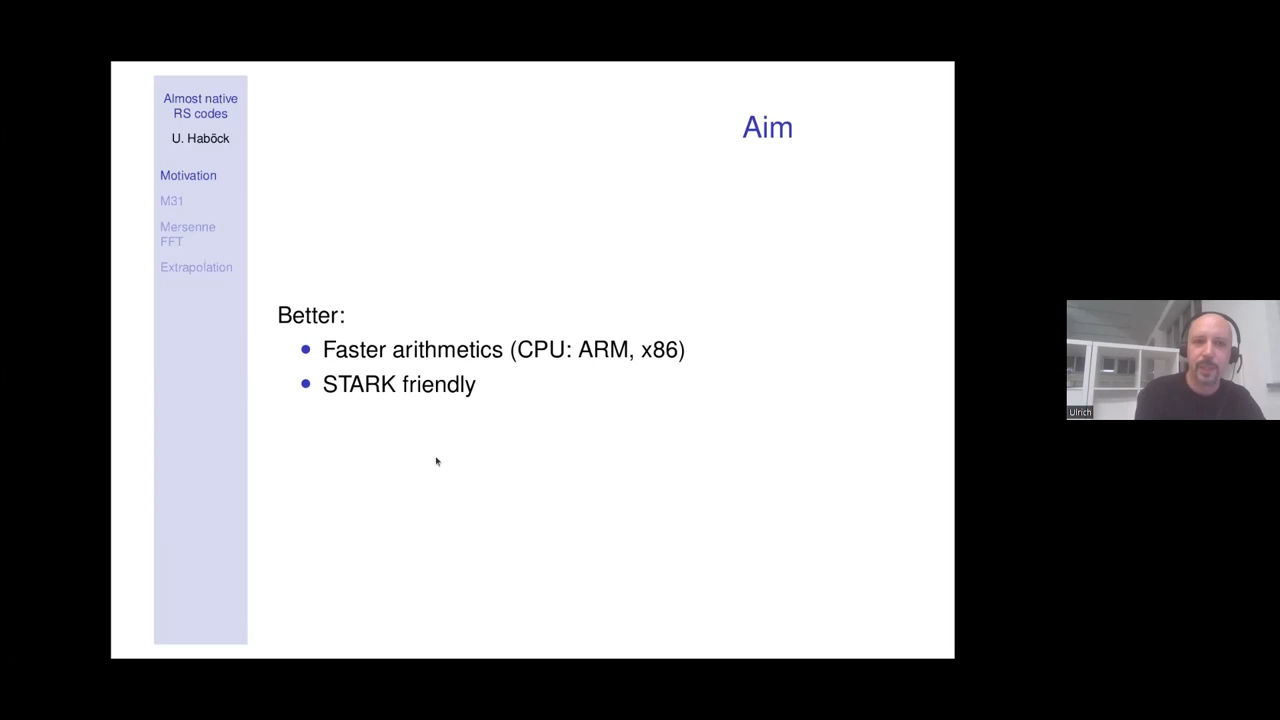 Almost native
RS codes
U. Haböck
Motivation
M31
Mersenne
FFT
Extrapolation
Aim
Better:
• Faster arithmetics (CPU: ARM, x86)
• STARK friendly
Ulrich